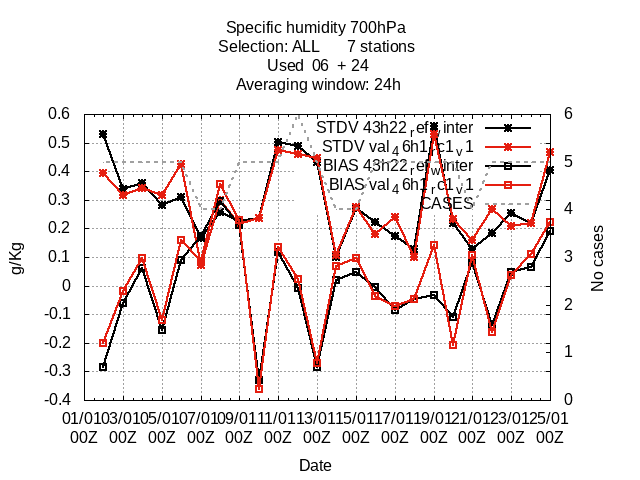 Specific humidity 700hPa
Selection: ALL 7 stations
Used 06 + 24
Averaging window: 24h
STDV 43h22_ref_winter
STDV val_46h1_rc1_v1
BIAS 43h22_ref_winter
BIAS val_46h1_rc1_v1
CASES
0.6
0.5
0.4
0.3
0.2
0.1
0
-0.1
-0.2
-0.3
-0.4
g/Kg
6
5
4
3
2
1
0
No cases
01/01 03/01 05/01 07/01 09/01 11/01 13/01 15/01 17/01 19/01 21/01 23/01 25/01
00Z 00Z 00Z 00Z 00Z 00Z 00Z 00Z 00Z 00Z 00Z 00Z 00Z
Date